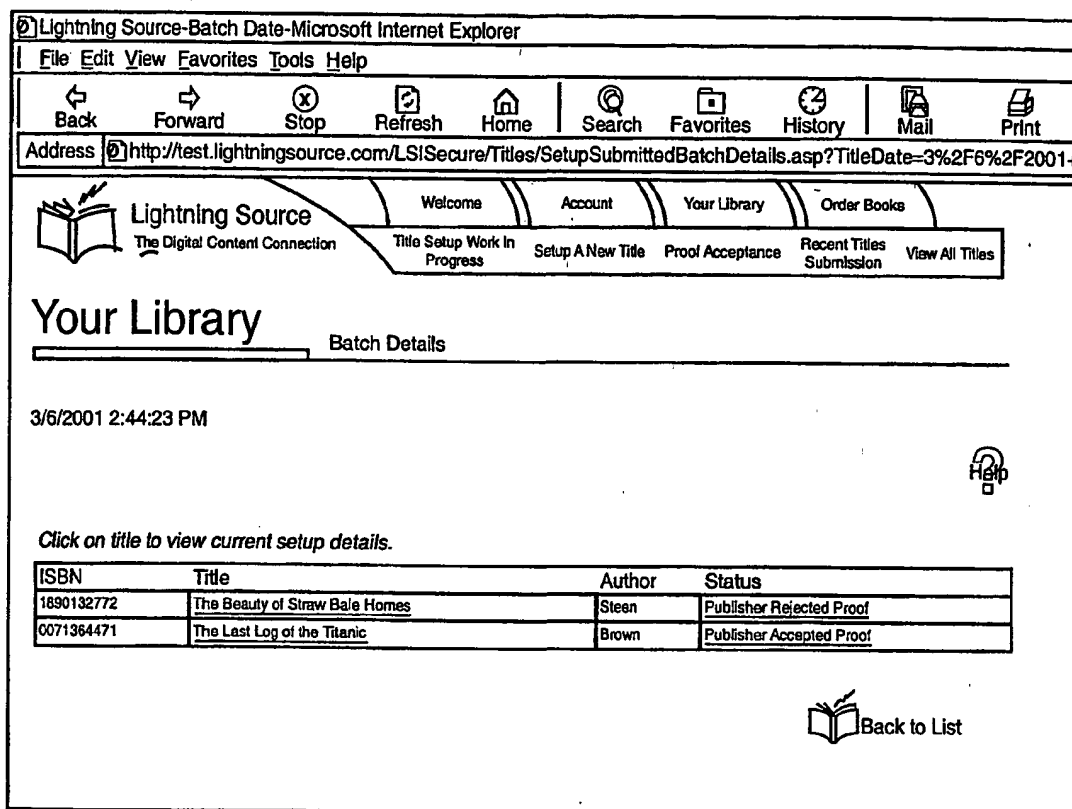 Lightning Source-Batch Date-Microsoft Internet Explorer
File Edit View Favorites Tools Help
Back Forward Stop Refresh Home Search Favorites History Mail Print
Address http://test.lightningsource.com/LSISecure/Titles/SetupSubmittedBatchDetails.asp?TitleDate=3%2F6%2F2001-
Lightning Source
The Digital Content Connection
Welcome Account Your Library Order Books
Title Setup Work In Progress Setup A New Title Proof Acceptance Recent Titles Submission View All Titles
Your Library
Batch Details
3/6/2001 2:44:23 PM
Help
Click on title to view current setup details.
ISBN Title Author Status
1890132772 The Beauty of Straw Bale Homes Steen Publisher Rejected Proof
0071364471 The Last Log of the Titanic Brown Publisher Accepted Proof
Back to List